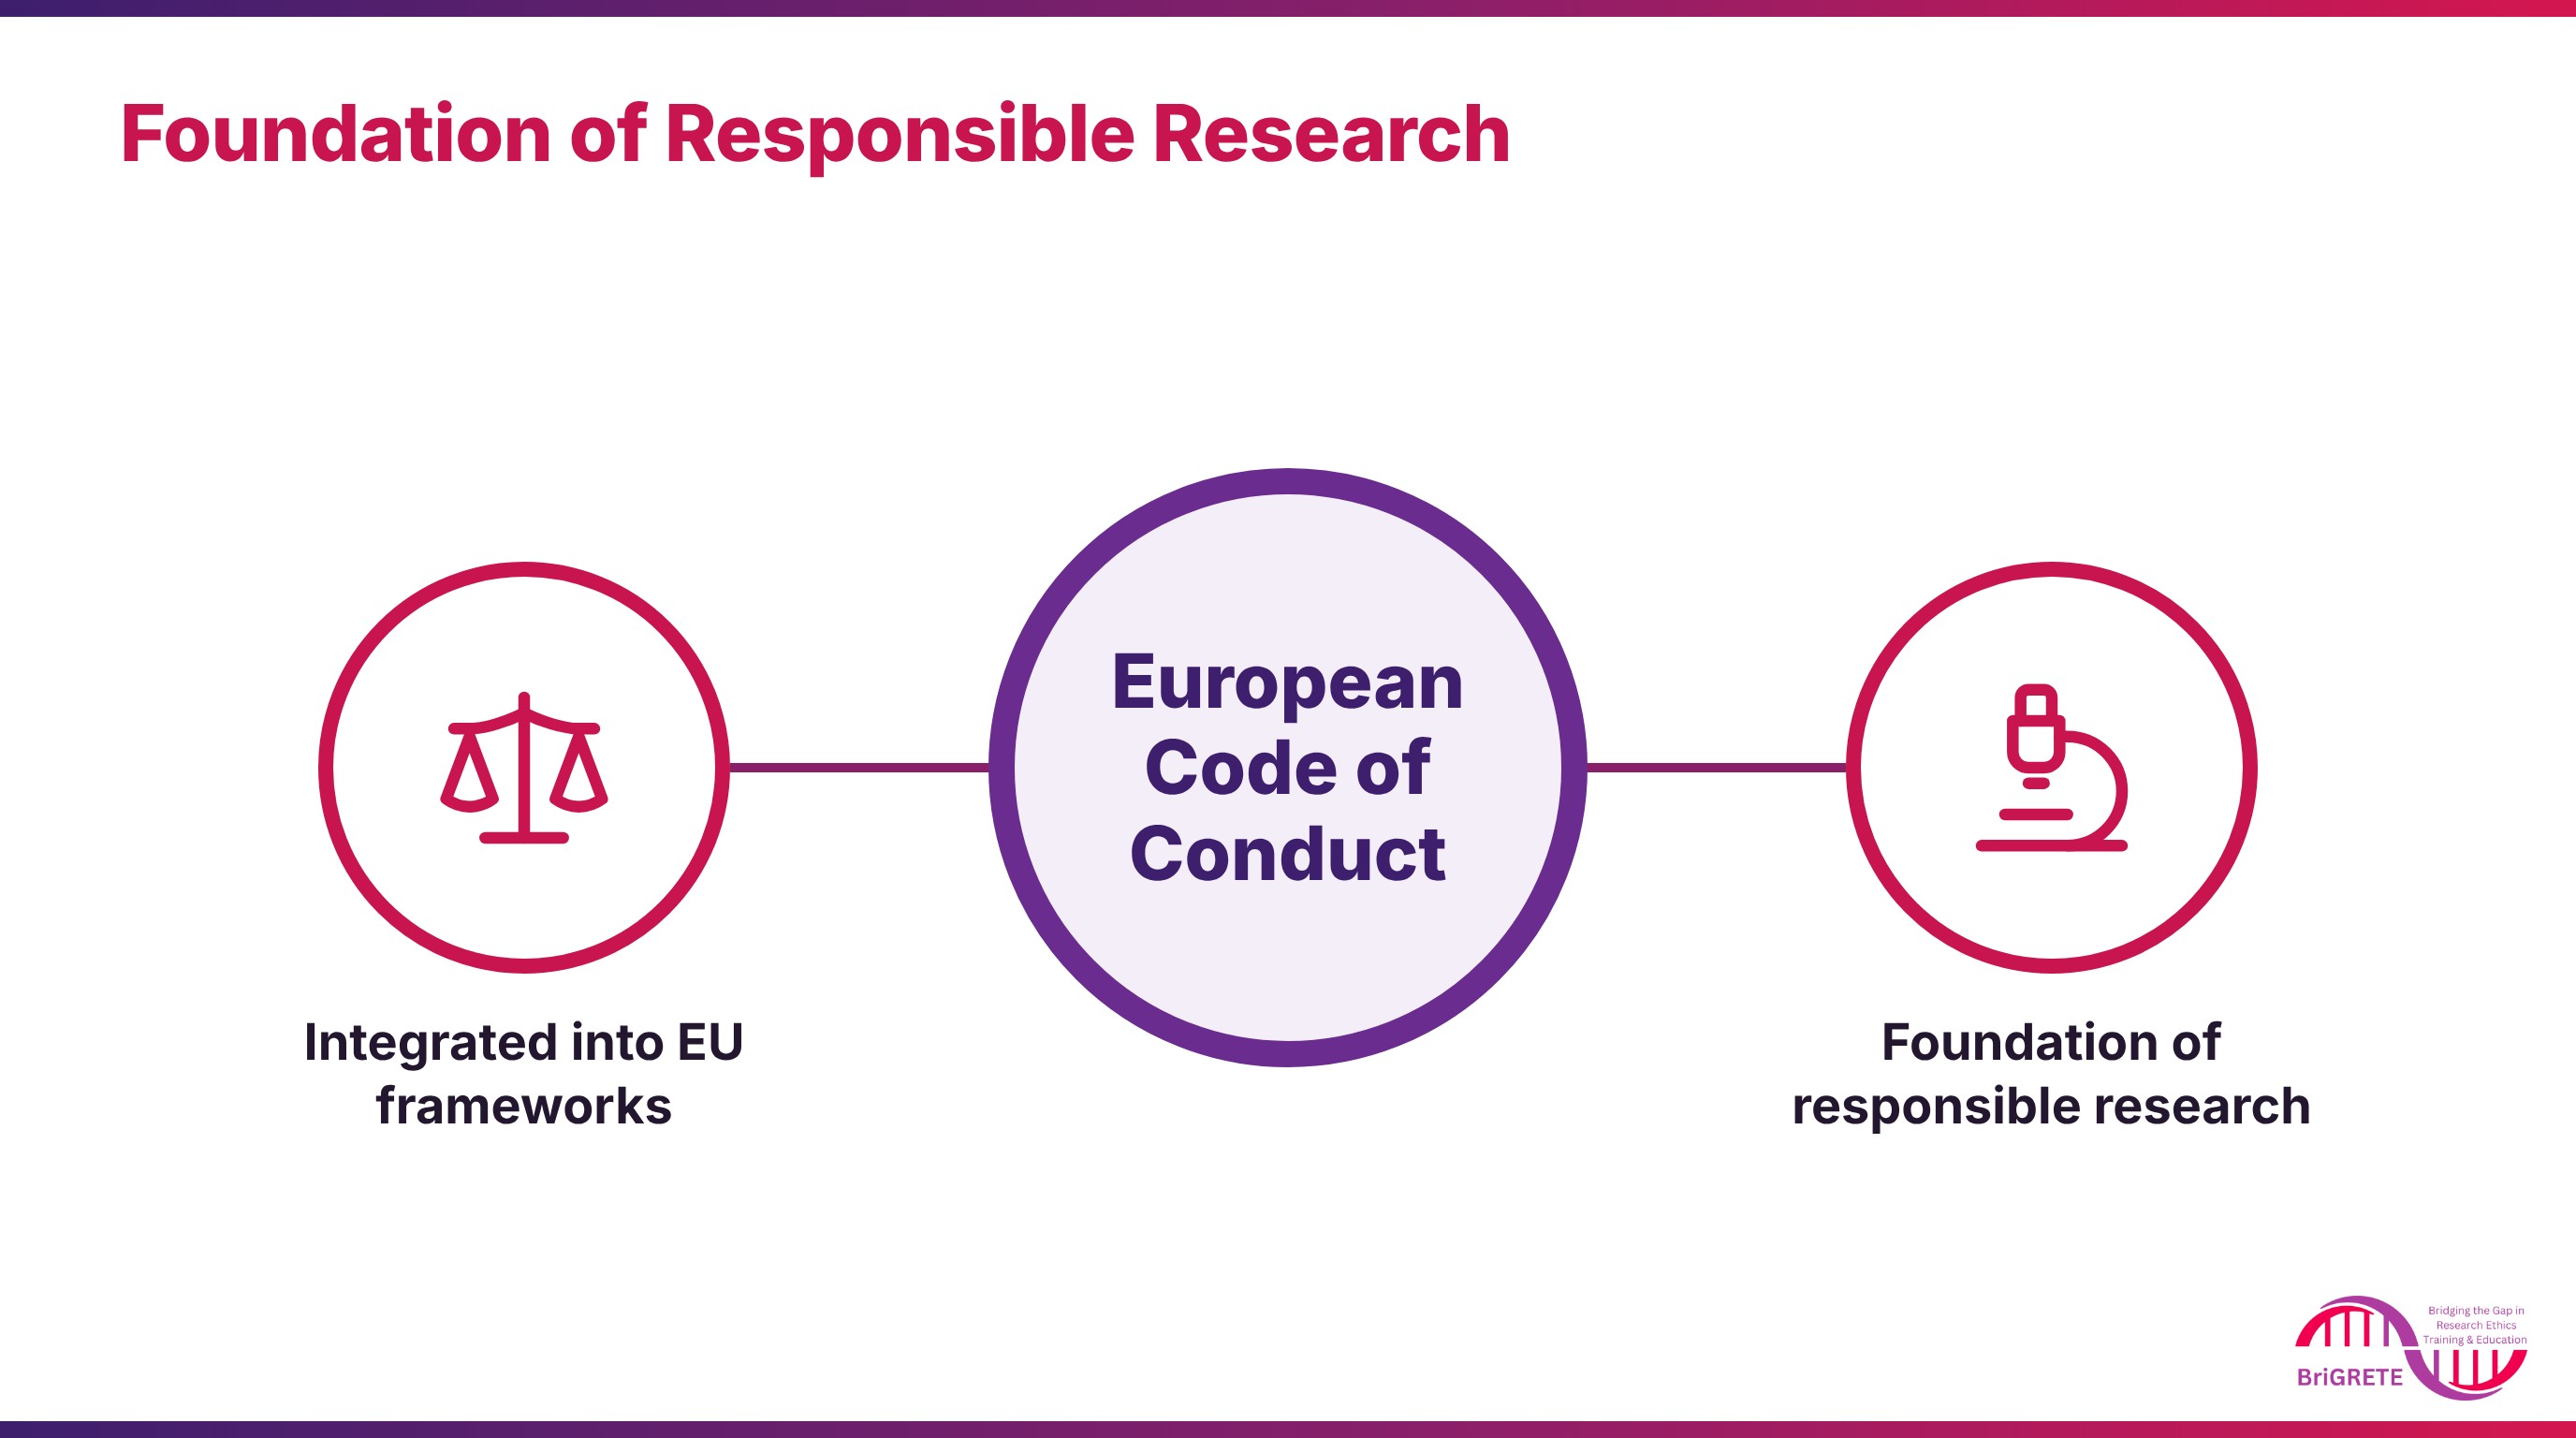 Foundation of Responsible Research
European
Code of
Conduct
Integrated into EU
frameworks
Foundation of
responsible research
Bridging the Gap in
Research Ethics
Training & Education
BriGRETE